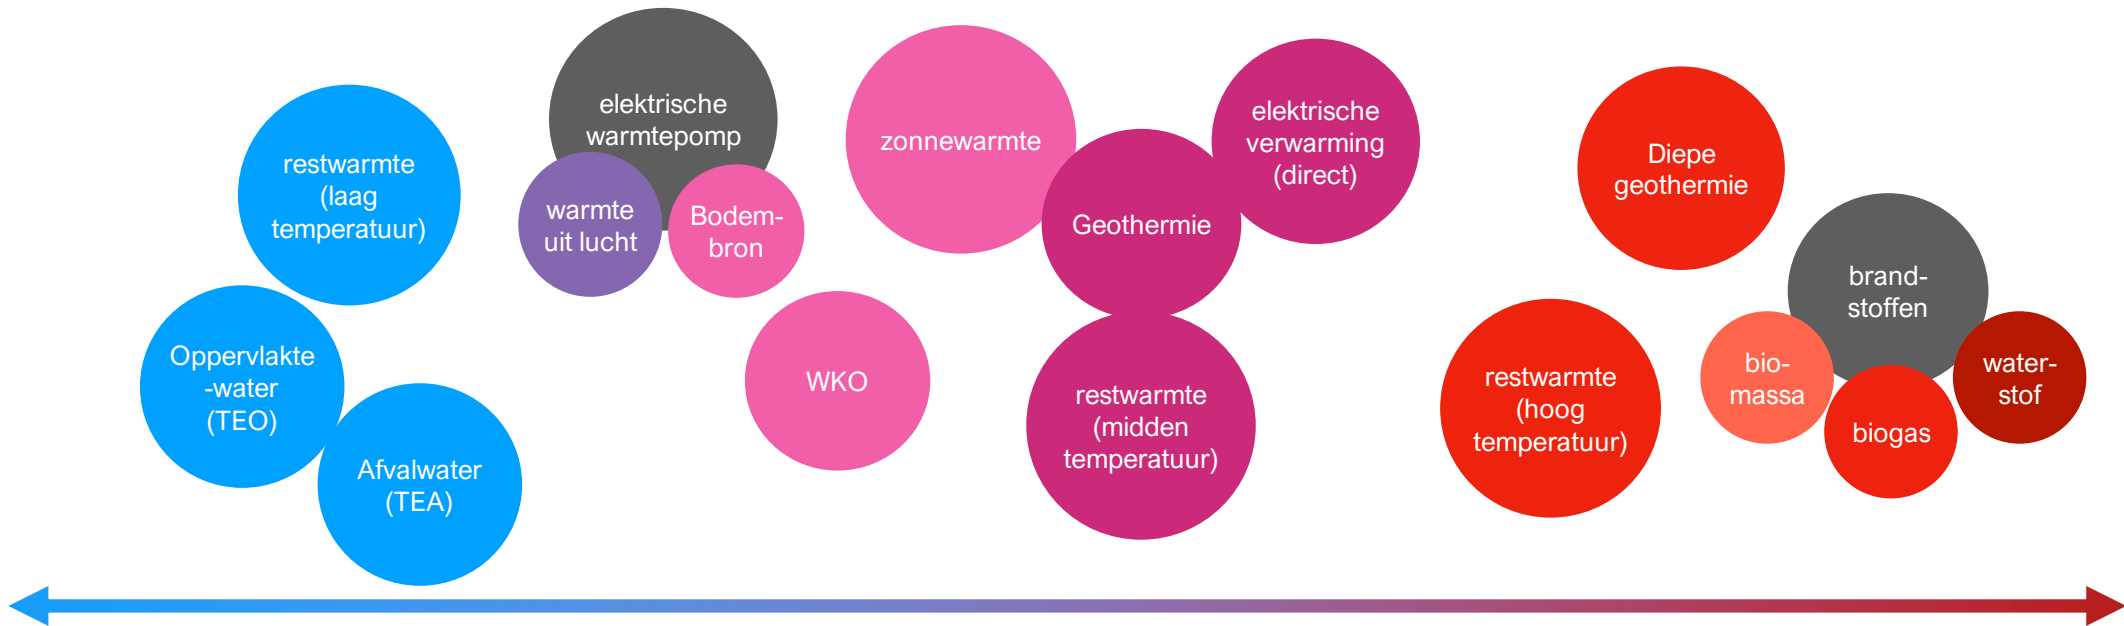 restwarmte
(laag
temperatuur)
Oppervlakte
-water
(TEO)
Afvalwater
(TEA)
elektrische
warmtepomp
warmte
uit lucht
Bodem-
bron
WKO
zonnewarmte
Geothermie
elektrische
verwarming
(direct)
restwarmte
(midden
temperatuur)
restwarmte
(hoog
temperatuur)
Diepe
geothermie
brand-
stoffen
bio-
massa
biogas
water-
stof